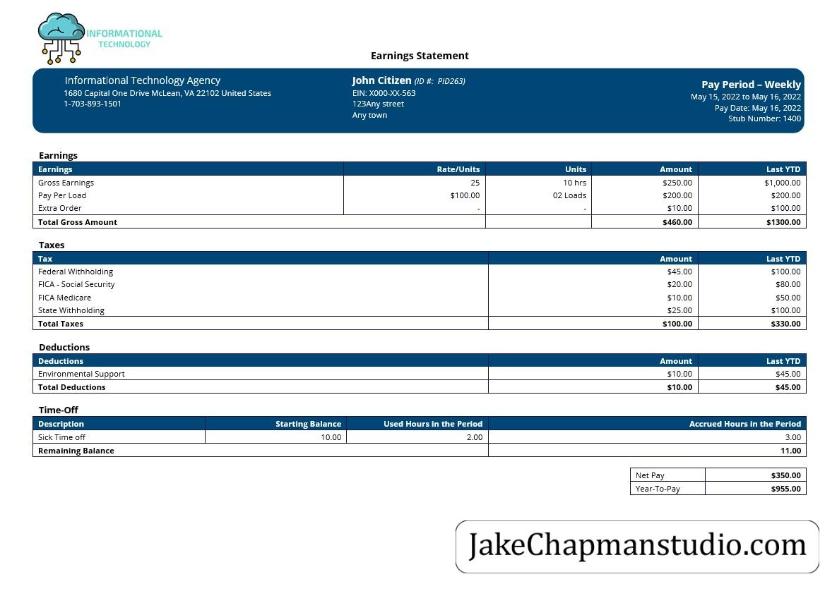 INFORMATIONAL
TECHNOLOGY
Earnings Statement
Informational Technology Agency
1680 Capital One Drive McLean, VA 22102 United States
1-703-893-1501
John Citizen (ID #: PID263)
EIN: X000-XX-563
123Any street
Any town
Pay Period – Weekly
May 15, 2022 to May 16, 2022
Pay Date: May 16, 2022
Stub Number: 1400
Earnings
Earnings Rate/Units Units Amount Last YTD
Gross Earnings 25 10 hrs $250.00 $1,000.00
Pay Per Load $100.00 02 Loads $200.00 $200.00
Extra Order - - $10.00 $100.00
Total Gross Amount $460.00 $1300.00
Taxes
Tax Amount Last YTD
Federal Withholding $45.00 $100.00
FICA - Social Security $20.00 $80.00
FICA Medicare $10.00 $50.00
State Withholding $25.00 $100.00
Total Taxes $100.00 $330.00
Deductions
Deductions Amount Last YTD
Environmental Support $10.00 $45.00
Total Deductions $10.00 $45.00
Time-Off
Description Starting Balance Used Hours in the Period Accrued Hours in the Period
Sick Time off 10.00 2.00 3.00
Remaining Balance 11.00
Net Pay $350.00
Year-To-Pay $955.00
JakeChapmanstudio.com